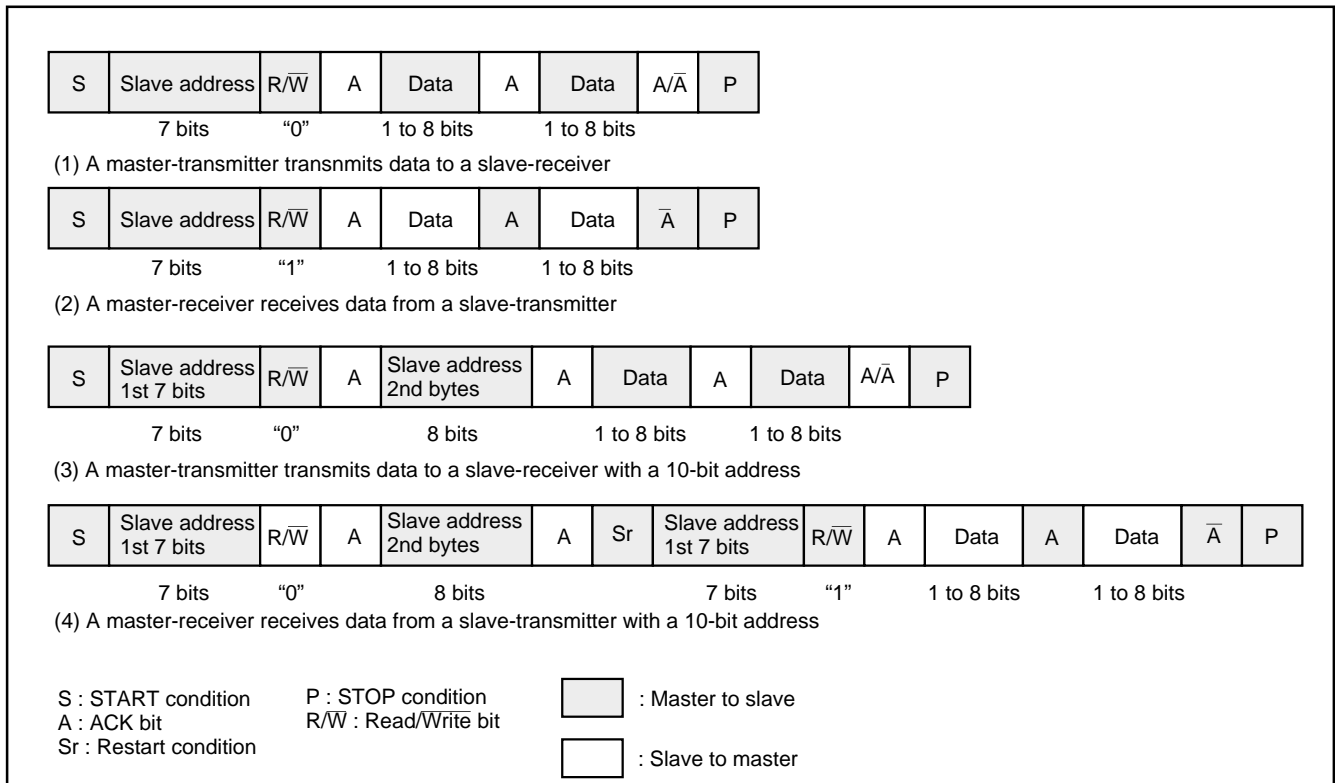 S Slave address R/W̅ A Data A Data A/A̅ P
7 bits “0” 1 to 8 bits 1 to 8 bits
(1) A master-transmitter transnmits data to a slave-receiver
S Slave address R/W̅ A Data A Data A̅ P
7 bits “1” 1 to 8 bits 1 to 8 bits
(2) A master-receiver receives data from a slave-transmitter
S Slave address 1st 7 bits R/W̅ A Slave address 2nd bytes A Data A Data A/A̅ P
7 bits “0” 8 bits 1 to 8 bits 1 to 8 bits
(3) A master-transmitter transmits data to a slave-receiver with a 10-bit address
S Slave address 1st 7 bits R/W̅ A Slave address 2nd bytes A Sr Slave address 1st 7 bits R/W̅ A Data A Data A̅ P
7 bits “0” 8 bits 7 bits “1” 1 to 8 bits 1 to 8 bits
(4) A master-receiver receives data from a slave-transmitter with a 10-bit address
S : START condition
A : ACK bit
Sr : Restart condition
P : STOP condition
R/W̅ : Read/W̅r̅i̅t̅e̅ bit
: Master to slave
: Slave to master